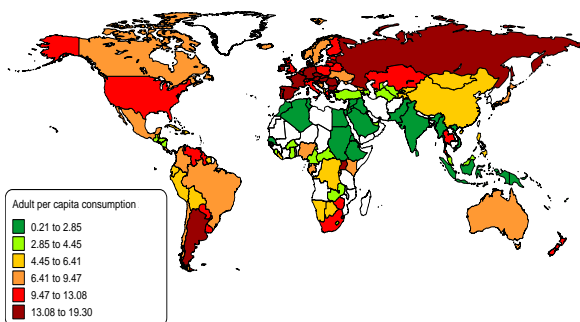 Adult per capita consumption
0.21 to 2.85
2.85 to 4.45
4.45 to 6.41
6.41 to 9.47
9.47 to 13.08
13.08 to 19.30